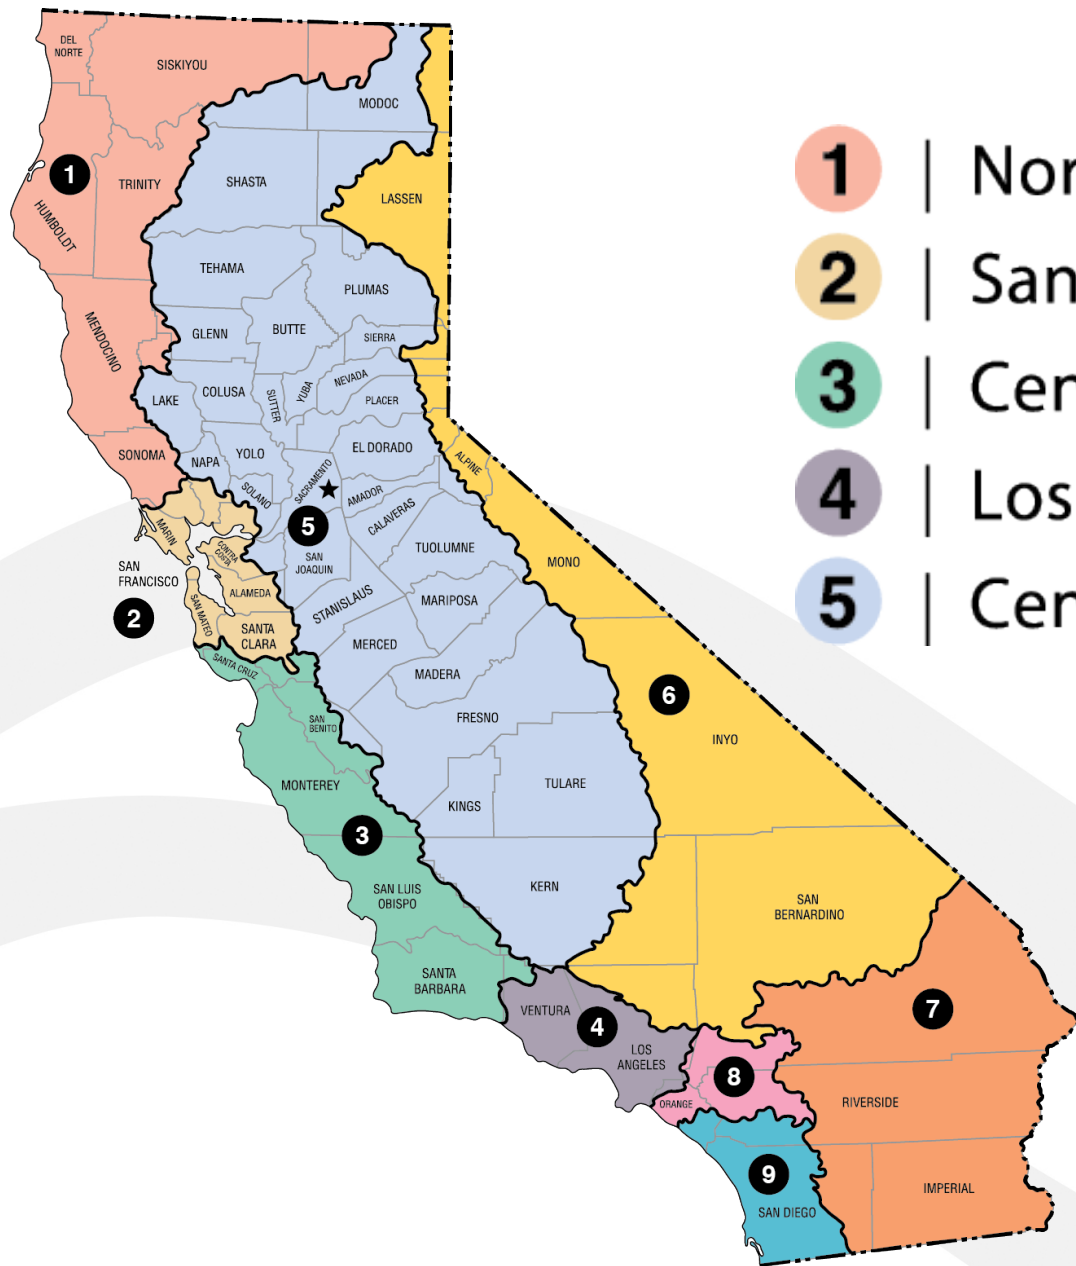 DEL
NORTE
SISKIYOU
MODOC
1
TRINITY
SHASTA
LASSEN
HUMBOLDT
TEHAMA
PLUMAS
MENDOCINO
GLENN
BUTTE
SIERRA
LAKE
COLUSA
SUTTER
YUBA
NEVADA
PLACER
SONOMA
NAPA
YOLO
EL DORADO
ALPINE
SOLANO
SACRAMENTO
AMADOR
CALAVERAS
MARIN
5
CONTRA
COSTA
SAN
JOAQUIN
TUOLUMNE
MONO
SAN
FRANCISCO
2
ALAMEDA
STANISLAUS
MARIPOSA
SAN MATEO
SANTA
CLARA
MERCED
SANTA CRUZ
MADERA
6
SAN
BENITO
FRESNO
INYO
MONTEREY
KINGS
TULARE
3
SAN LUIS
OBISPO
KERN
SAN
BERNARDINO
SANTA
BARBARA
VENTURA
4
LOS
ANGELES
7
8
ORANGE
RIVERSIDE
9
SAN DIEGO
IMPERIAL
1 | Nor
2 | San
3 | Cen
4 | Los
5 | Cen